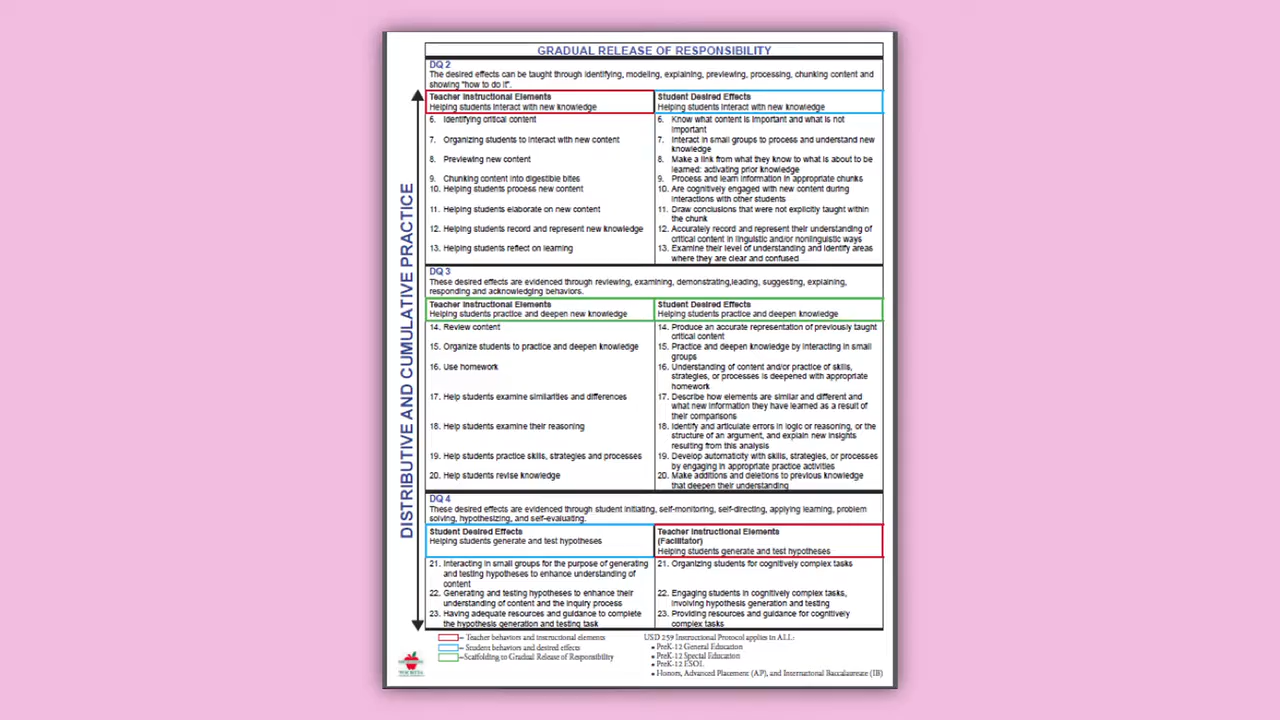 GRADUAL RELEASE OF RESPONSIBILITY
DISTRIBUTIVE AND CUMULATIVE PRACTICE
DQ 2
The desired effects can be taught through identifying, modeling, explaining, previewing, processing, chunking content and
showing "how to do it".
Teacher Instructional Elements
Helping students interact with new knowledge
Student Desired Effects
Helping students interact with new knowledge
6. Identifying critical content
6. Know what content is important and what is not
important
7. Organizing students to interact with new content
7. Interact in small groups to process and understand new
knowledge
8. Previewing new content
8. Make a link from what they know to what is about to be
learned: activating prior knowledge
9. Chunking content into digestible bites
9. Process and learn information in appropriate chunks
10. Helping students process new content
10. Are cognitively engaged with new content during
interactions with other students
11. Helping students elaborate on new content
11. Draw conclusions that were not explicitly taught within
the chunk
12. Helping students record and represent new knowledge
12. Accurately record and represent their understanding of
critical content in linguistic and/or nonlinguistic ways
13. Helping students reflect on learning
13. Examine their level of understanding and identify areas
where they are clear and confused
DQ 3
These desired effects are evidenced through reviewing, examining, demonstrating,leading, suggesting, explaining,
responding and acknowledging behaviors.
Teacher Instructional Elements
Helping students practice and deepen new knowledge
Student Desired Effects
Helping students practice and deepen knowledge
14. Review content
14. Produce an accurate representation of previously taught
critical content
15. Organize students to practice and deepen knowledge
15. Practice and deepen knowledge by interacting in small
groups
16. Use homework
16. Understanding of content and/or practice of skills,
strategies, or processes is deepened with appropriate
homework
17. Help students examine similarities and differences
17. Describe how elements are similar and different and
what new information they have learned as a result of
their comparisons
18. Help students examine their reasoning
18. Identify and articulate errors in logic or reasoning, or the
structure of an argument, and explain new insights
resulting from this analysis
19. Help students practice skills, strategies and processes
19. Develop automaticity with skills, strategies, or processes
by engaging in appropriate practice activities
20. Help students revise knowledge
20. Make additions and deletions to previous knowledge
that deepen their understanding
DQ 4
These desired effects are evidenced through student initiating, self-monitoring, self-directing, applying learning, problem
solving, hypothesizing, and self-evaluating.
Student Desired Effects
Helping students generate and test hypotheses
Teacher Instructional Elements
(Facilitator)
Helping students generate and test hypotheses
21. Interacting in small groups for the purpose of generating
and testing hypotheses to enhance understanding of
content
21. Organizing students for cognitively complex tasks
22. Generating and testing hypotheses to enhance their
understanding of content and the inquiry process
22. Engaging students in cognitively complex tasks,
involving hypothesis generation and testing
23. Having adequate resources and guidance to complete
the hypothesis generation and testing task
23. Providing resources and guidance for cognitively
complex tasks
= Teacher behaviors and instructional elements
= Student behaviors and desired effects
=Scaffolding to Gradual Release of Responsibility
USD 259 Instructional Protocol applies to ALL:
• PreK-12 General Education
• PreK-12 Special Education
• PreK-12 ESOL
• Honors, Advanced Placement (AP), and International Baccalaureate (IB)